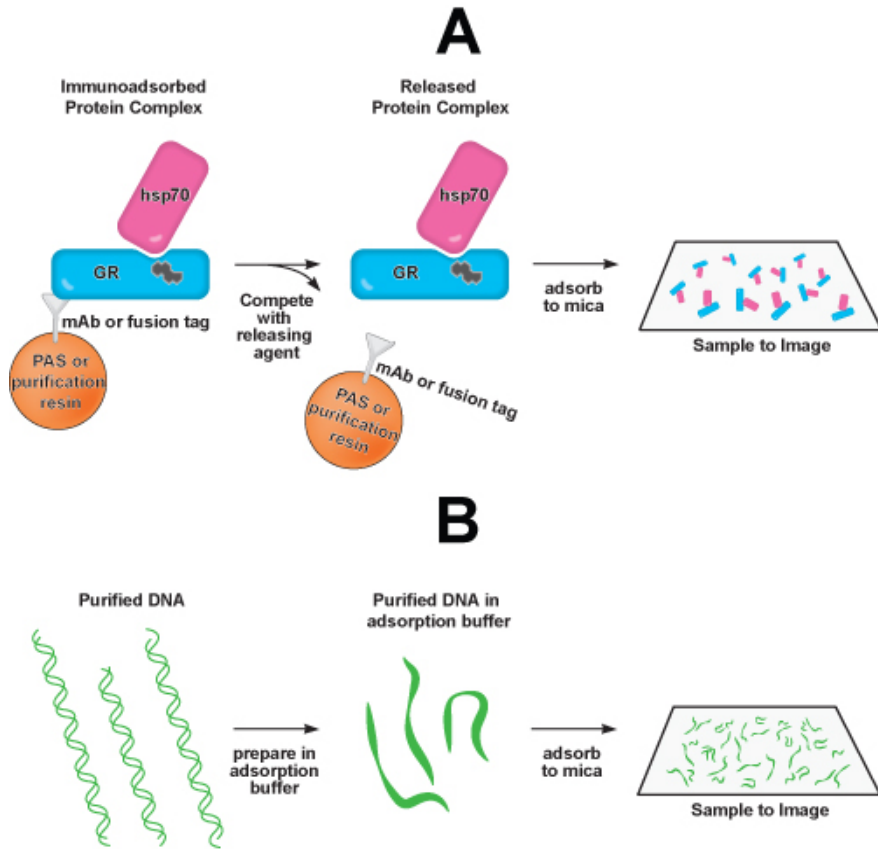 A
Immunoadsorbed
Protein Complex
Released
Protein Complex
hsp70
hsp70
GR
GR
mAb or fusion tag
Compete
with
releasing
agent
adsorb
to mica
PAS or
purification
resin
mAb or fusion tag
PAS or
purification
resin
Sample to Image
B
Purified DNA
Purified DNA in
adsorption buffer
prepare in
adsorption
buffer
adsorb
to mica
Sample to Image